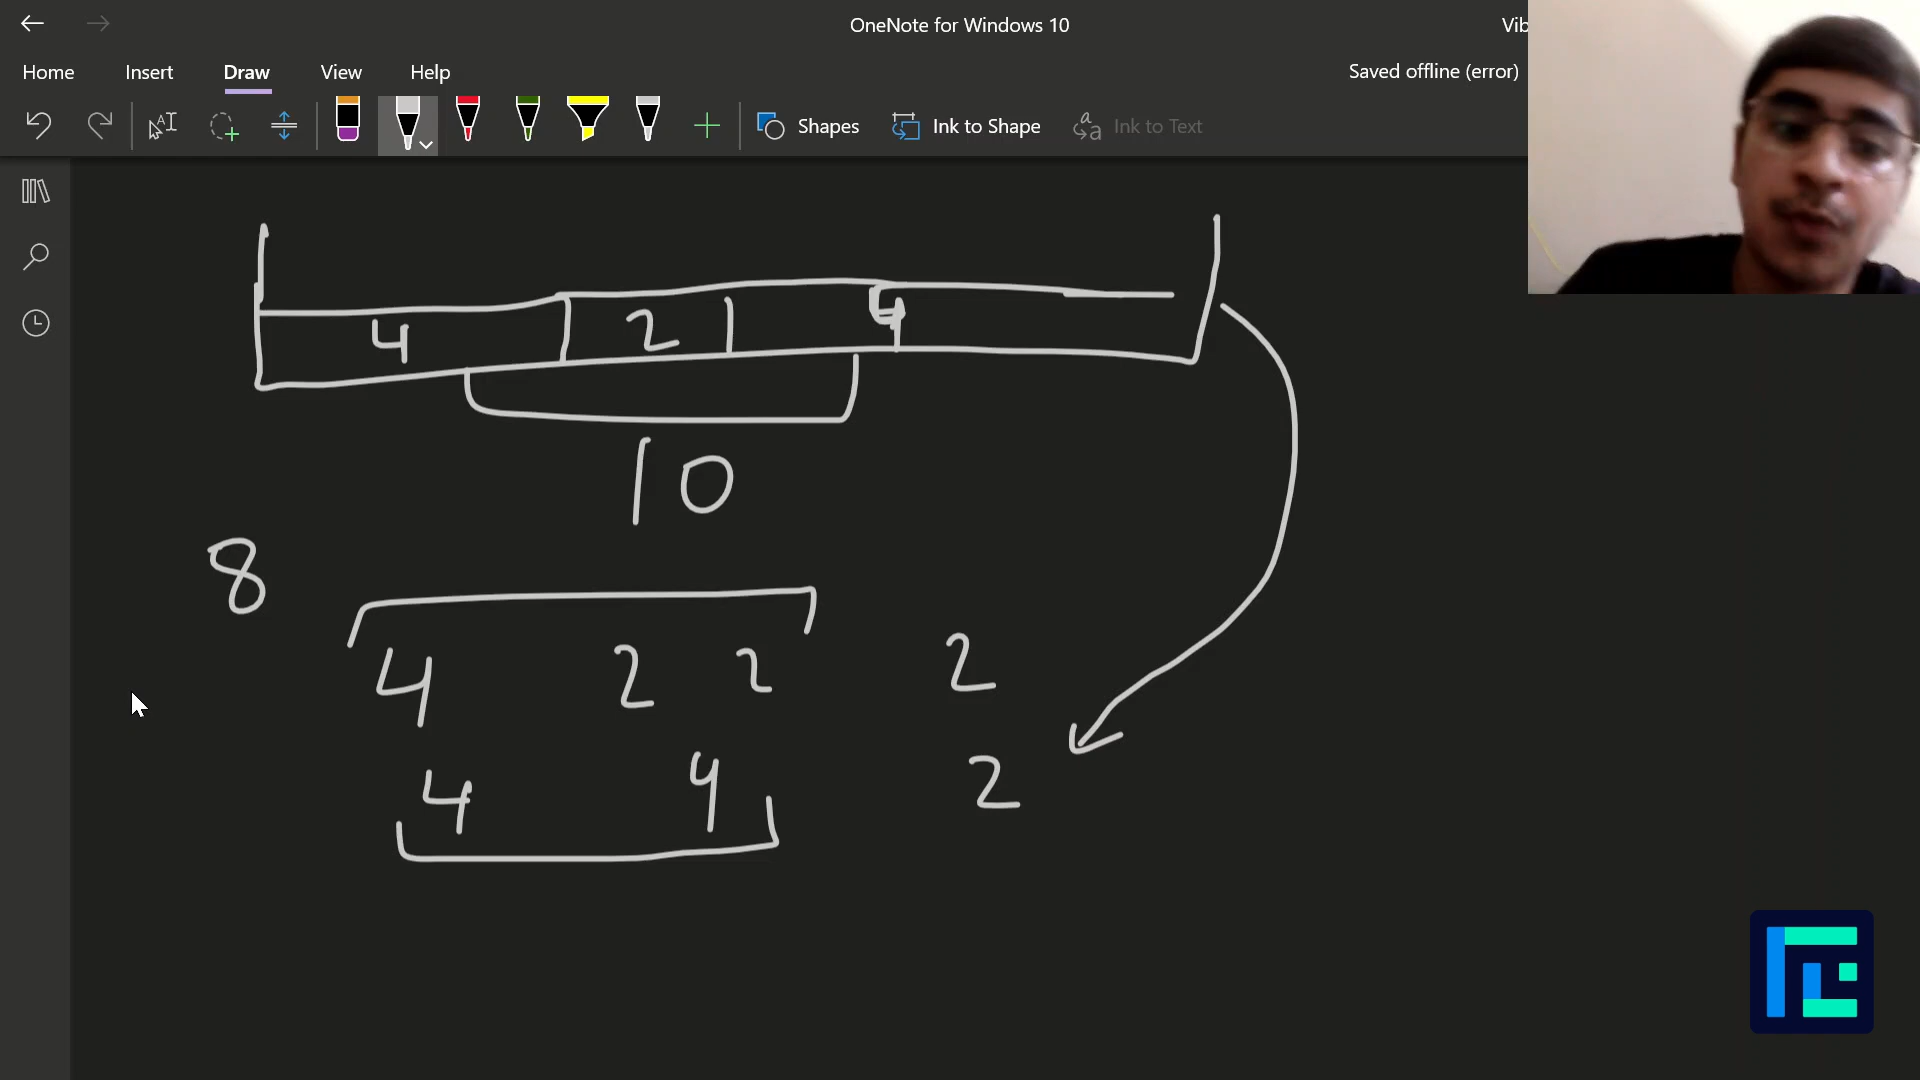 OneNote for Windows 10
Vib
Home Insert Draw View Help
Saved offline (error)
Shapes Ink to Shape Ink to Text
4 2 4
10
8
4 2 2 2
4 4 2